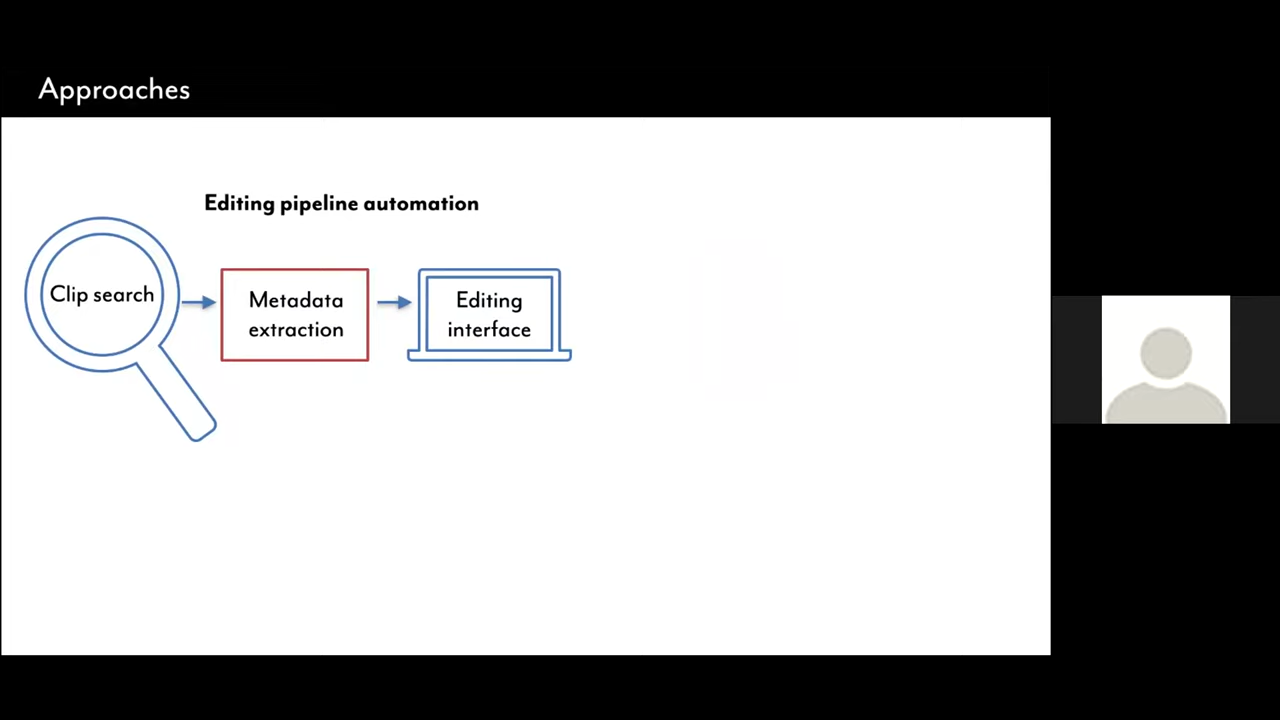 Approaches
Editing pipeline automation
Clip search
Metadata
extraction
Editing
interface